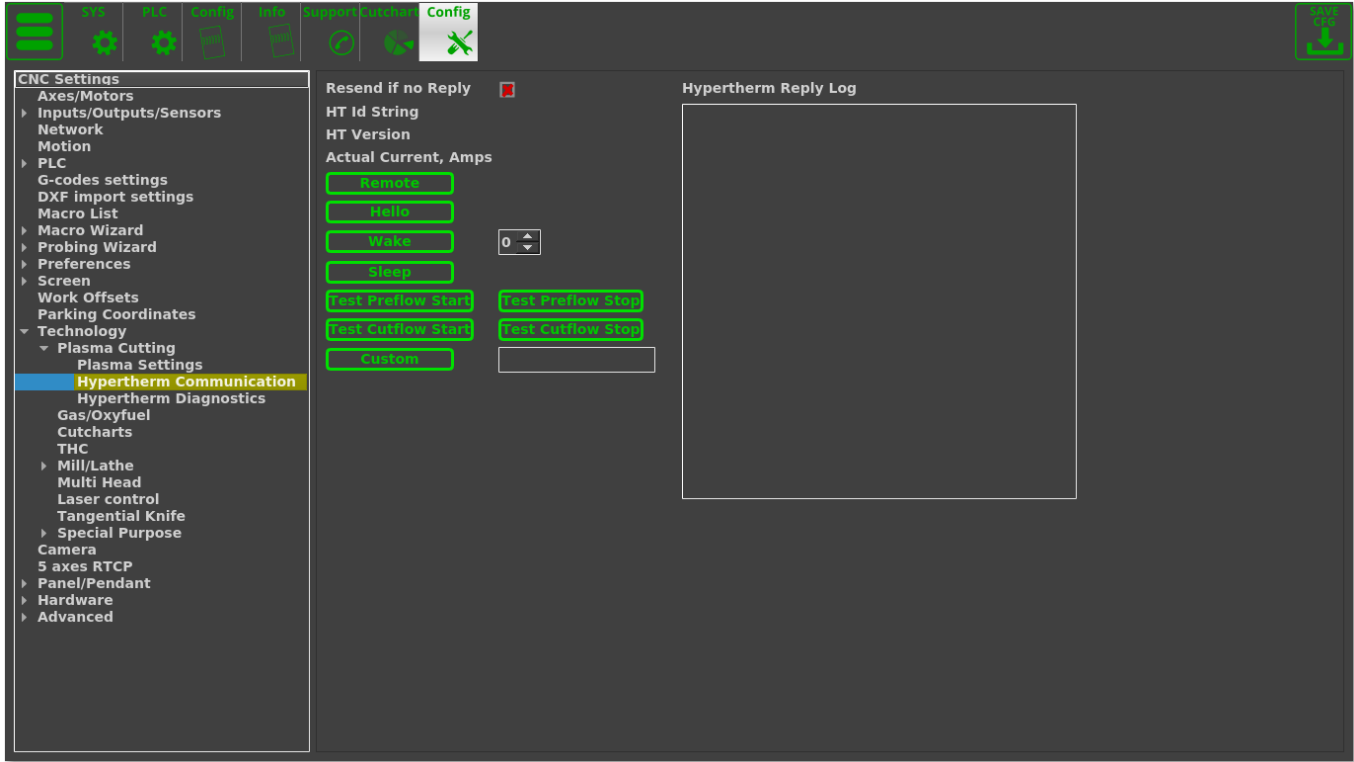 SYS PLC Config Info Support Cutchart Config SAVE CFG
CNC Settings
Axes/Motors
Inputs/Outputs/Sensors
Network
Motion
PLC
G-codes settings
DXF import settings
Macro List
Macro Wizard
Probing Wizard
Preferences
Screen
Work Offsets
Parking Coordinates
Technology
Plasma Cutting
Plasma Settings
Hypertherm Communication
Hypertherm Diagnostics
Gas/Oxyfuel
Cutcharts
THC
Mill/Lathe
Multi Head
Laser control
Tangential Knife
Special Purpose
Camera
5 axes RTCP
Panel/Pendant
Hardware
Advanced
Resend if no Reply
HT Id String
HT Version
Actual Current, Amps
Remote
Hello
Wake 0
Sleep
Test Preflow Start Test Preflow Stop
Test Cutflow Start Test Cutflow Stop
Custom
Hypertherm Reply Log